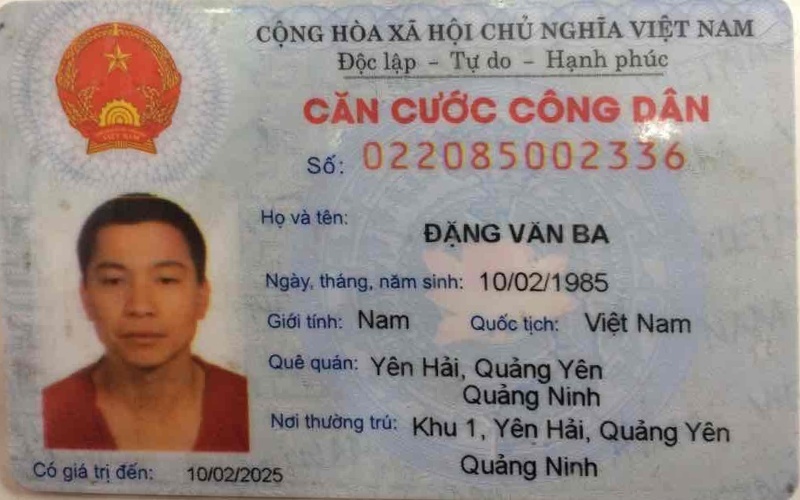 CỘNG HÒA XÃ HỘI CHỦ NGHĨA VIỆT NAM
Độc lập - Tự do - Hạnh phúc
CĂN CƯỚC CÔNG DÂN
Số: 022085002336
Họ và tên: ĐẶNG VĂN BA
Ngày, tháng, năm sinh: 10/02/1985
Giới tính: Nam Quốc tịch: Việt Nam
Quê quán: Yên Hải, Quảng Yên
Quảng Ninh
Nơi thường trú: Khu 1, Yên Hải, Quảng Yên
Quảng Ninh
Có giá trị đến: 10/02/2025